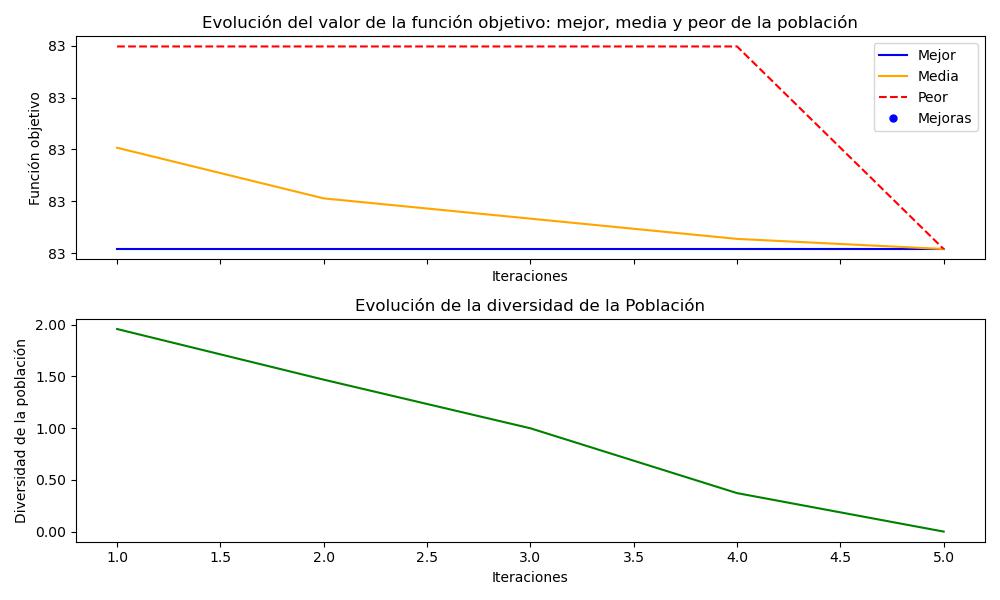 Evolución del valor de la función objetivo: mejor, media y peor de la población
Función objetivo
83
83
83
83
83
Mejor
Media
Peor
Mejoras
Iteraciones
Evolución de la diversidad de la Población
Diversidad de la población
2.00
1.50
1.00
0.50
0.00
1.0 1.5 2.0 2.5 3.0 3.5 4.0 4.5 5.0
Iteraciones